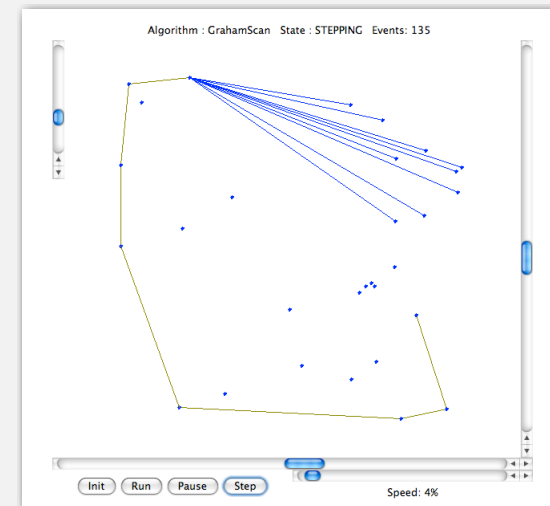 Algorithm : GrahamScan State : STEPPING Events: 135
Init Run Pause Step
Speed: 4%